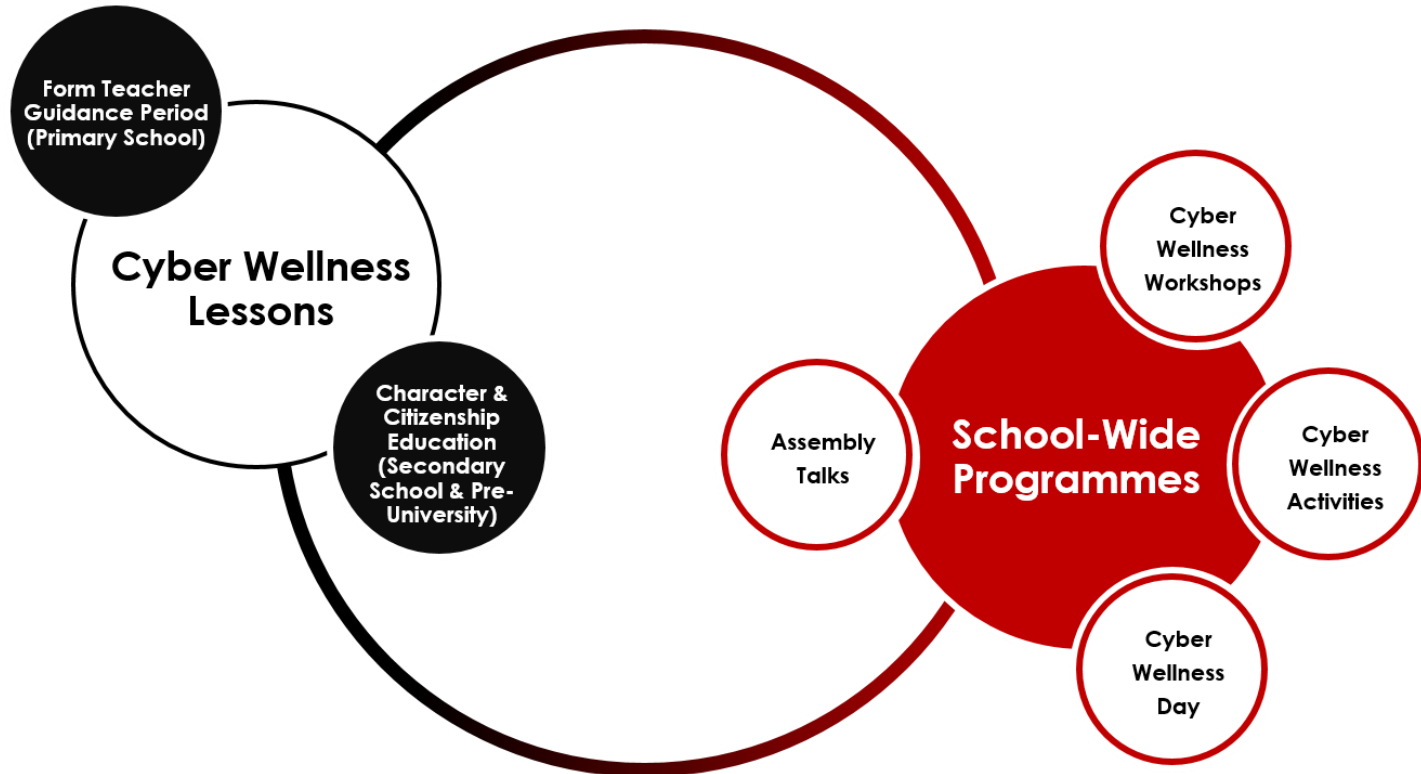 Form Teacher
Guidance Period
(Primary School)
Cyber Wellness
Lessons
Character &
Citizenship
Education
(Secondary
School & Pre-
University)
Assembly
Talks
School-Wide
Programmes
Cyber
Wellness
Workshops
Cyber
Wellness
Activities
Cyber
Wellness
Day